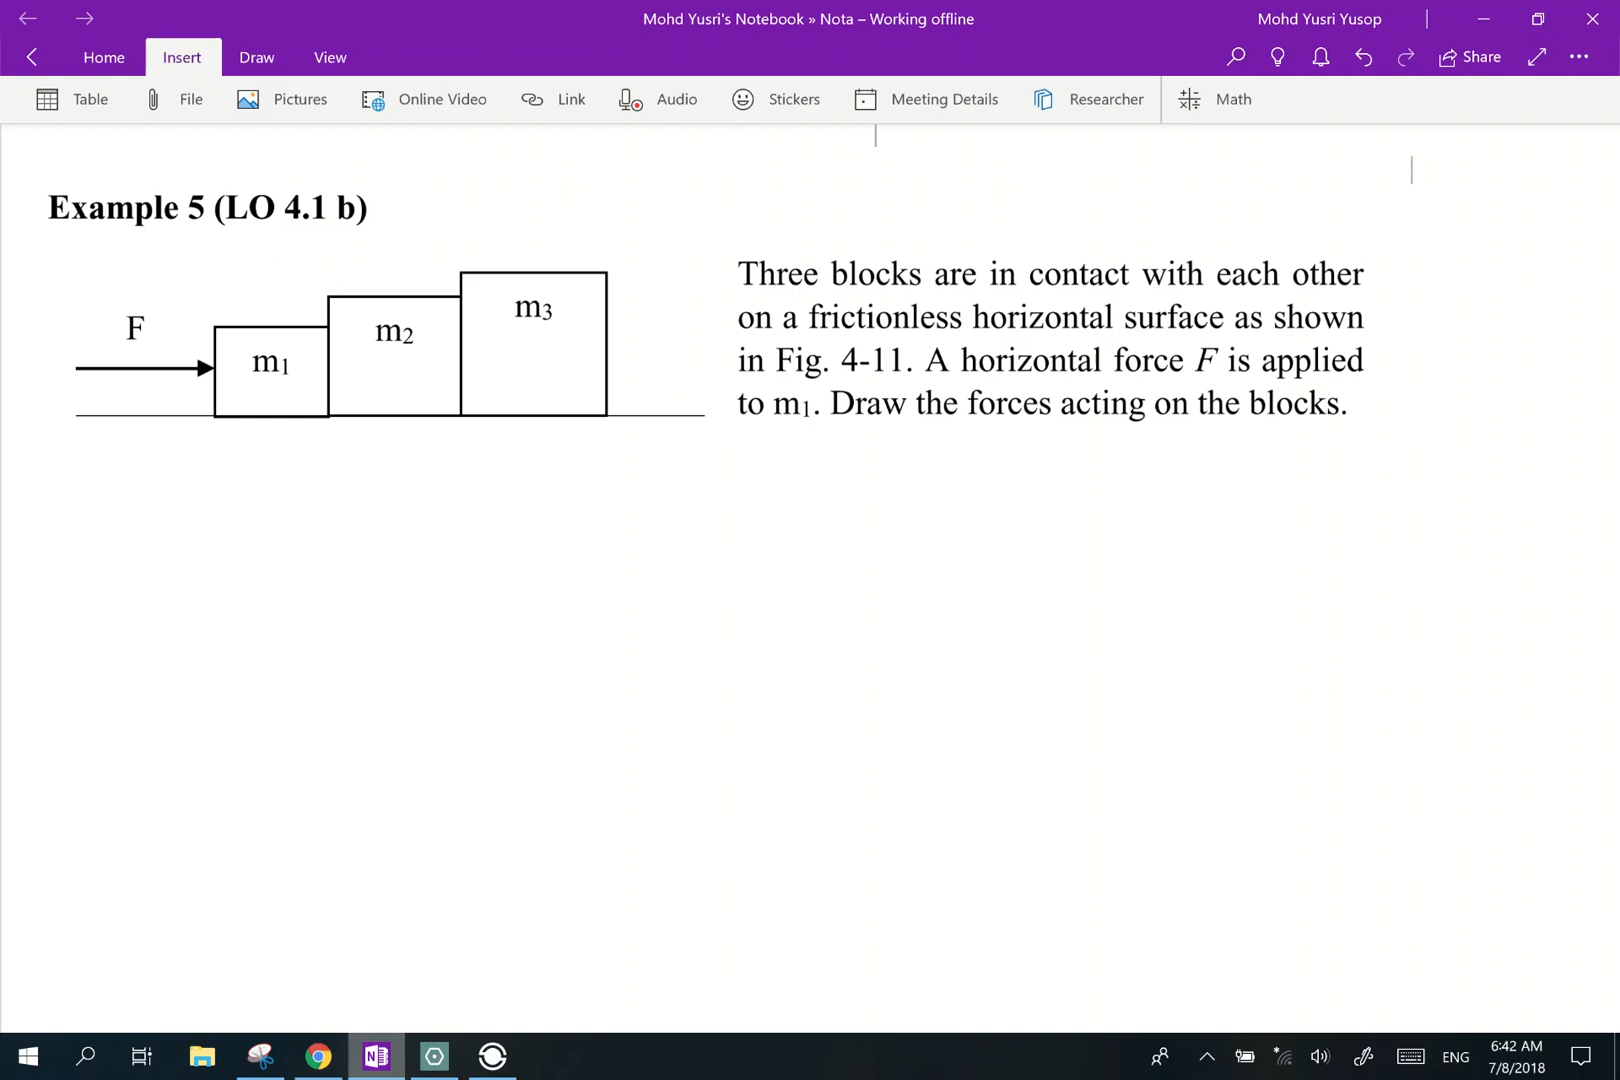 Mohd Yusri's Notebook » Nota – Working offline
Mohd Yusri Yusop
Home
Insert
Draw
View
Share
Table
File
Pictures
Online Video
Link
Audio
Stickers
Meeting Details
Researcher
Math
Example 5 (LO 4.1 b)
F
m1
m2
m3
Three blocks are in contact with each other
on a frictionless horizontal surface as shown
in Fig. 4-11. A horizontal force F is applied
to m1. Draw the forces acting on the blocks.
N
ENG
6:42 AM
7/8/2018